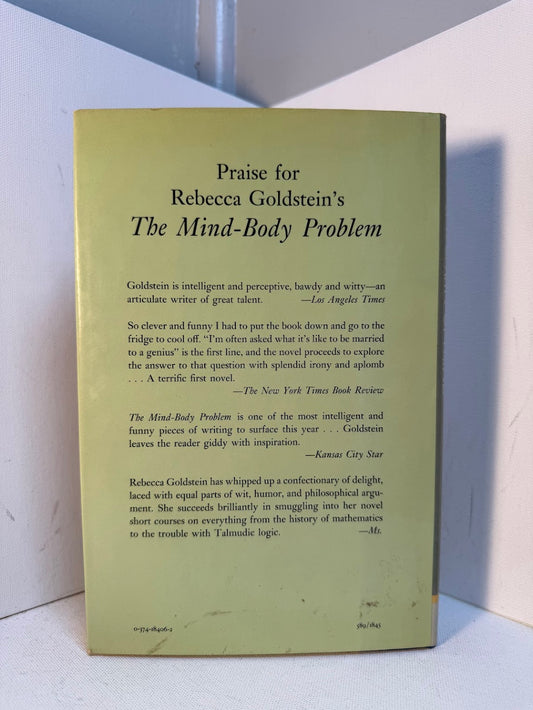 Praise for
Rebecca Goldstein's
The Mind-Body Problem
Goldstein is intelligent and perceptive, bawdy and witty—an
articulate writer of great talent. —Los Angeles Times
So clever and funny I had to put the book down and go to the
fridge to cool off. "I'm often asked what it's like to be married
to a genius" is the first line, and the novel proceeds to explore
the answer to that question with splendid irony and aplomb
. . . A terrific first novel.
—The New York Times Book Review
The Mind-Body Problem is one of the most intelligent and
funny pieces of writing to surface this year . . . Goldstein
leaves the reader giddy with inspiration.
—Kansas City Star
Rebecca Goldstein has whipped up a confectionary of delight,
laced with equal parts of wit, humor, and philosophical argu-
ment. She succeeds brilliantly in smuggling into her novel
short courses on everything from the history of mathematics
to the trouble with Talmudic logic. —Ms.
0-374-18406-2 589/1845